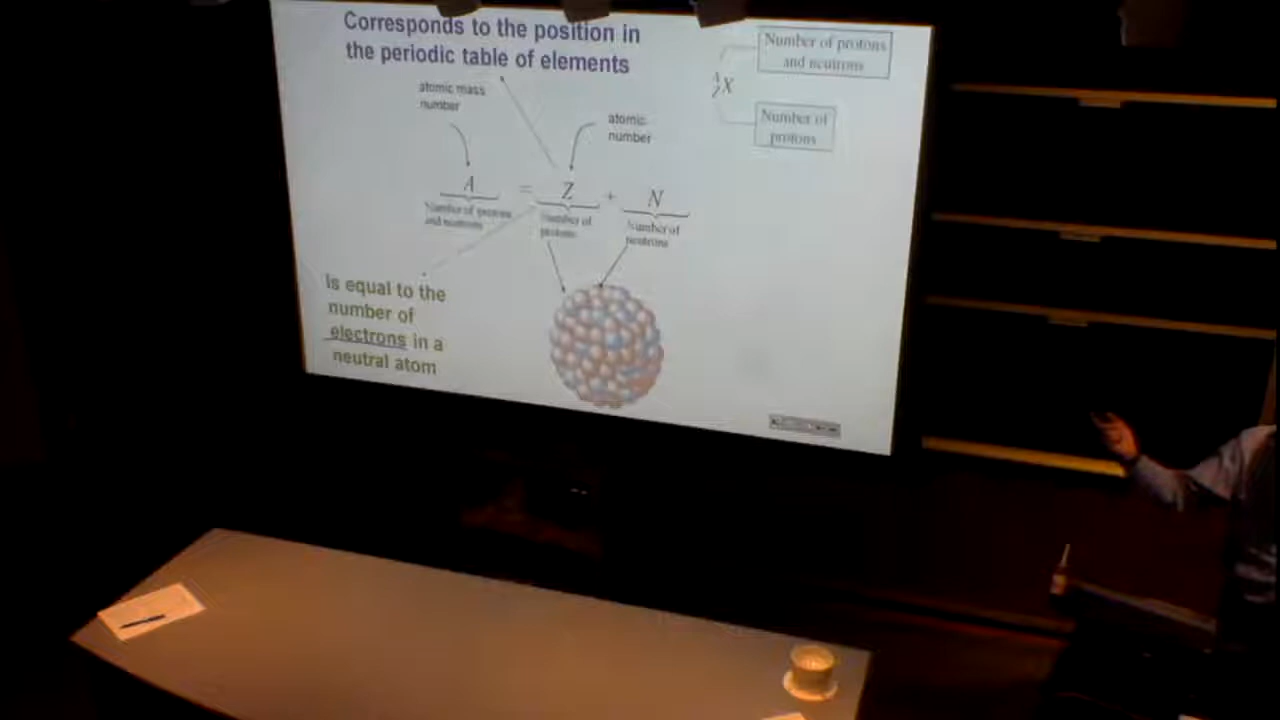 Corresponds to the position in
the periodic table of elements
Number of protons
and neutrons
A
Z X
Number of
protons
atomic mass
number
atomic
number
A = Z + N
Number of protons
and neutrons
Number of
protons
Number of
neutrons
Is equal to the
number of
electrons in a
neutral atom